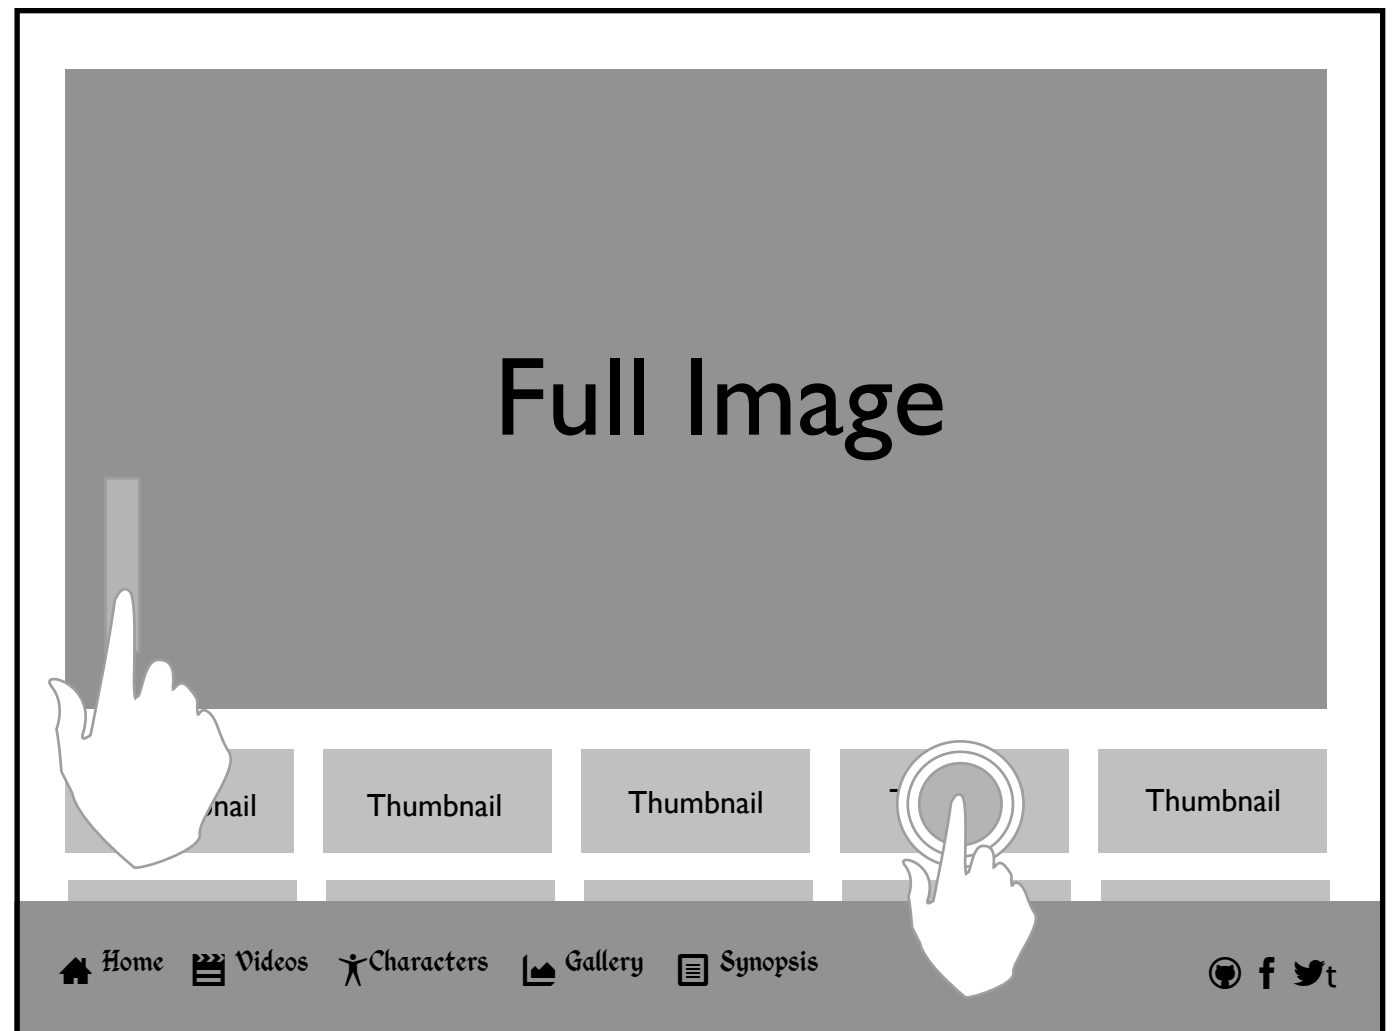 Full Image
Thumbnail
Thumbnail
Thumbnail
Home Videos Characters Gallery Synopsis
t